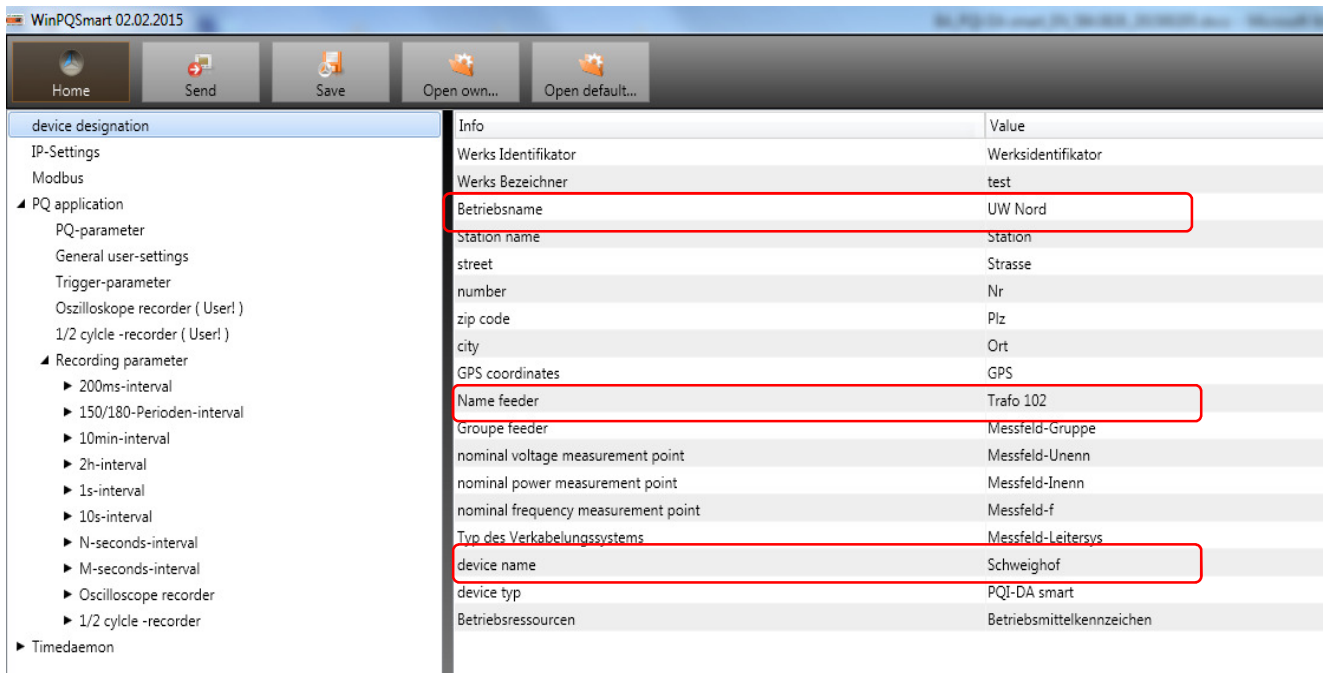 WinPQSmart 02.02.2015
Home Send Save Open own... Open default...
device designation
IP-Settings
Modbus
PQ application
PQ-parameter
General user-settings
Trigger-parameter
Oszilloskope recorder ( User! )
1/2 cylcle -recorder ( User! )
Recording parameter
200ms-interval
150/180-Perioden-interval
10min-interval
2h-interval
1s-interval
10s-interval
N-seconds-interval
M-seconds-interval
Oscilloscope recorder
1/2 cylcle -recorder
Timedaemon
Info Value
Werks Identifikator Werksidentifikator
Werks Bezeichner test
Betriebsname UW Nord
Station name Station
street Strasse
number Nr
zip code Plz
city Ort
GPS coordinates GPS
Name feeder Trafo 102
Groupe feeder Messfeld-Gruppe
nominal voltage measurement point Messfeld-Unenn
nominal power measurement point Messfeld-Inenn
nominal frequency measurement point Messfeld-f
Typ des Verkabelungssystems Messfeld-Leitersys
device name Schweighof
device typ PQI-DA smart
Betriebsressourcen Betriebsmittelkennzeichen